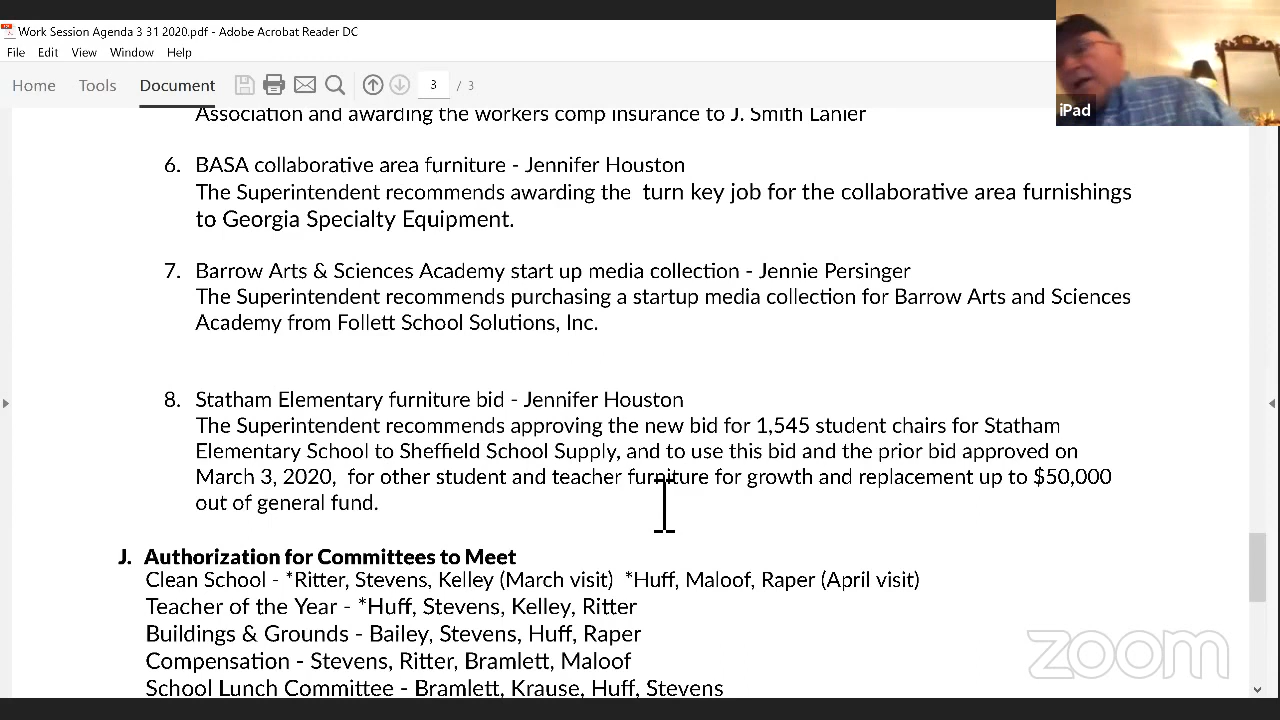 Work Session Agenda 3 31 2020.pdf - Adobe Acrobat Reader DC
File Edit View Window Help
Home Tools Document 3 / 3
iPad
Association and awarding the workers comp insurance to J. Smith Lanier
6. BASA collaborative area furniture - Jennifer Houston
The Superintendent recommends awarding the turn key job for the collaborative area furnishings
to Georgia Specialty Equipment.
7. Barrow Arts & Sciences Academy start up media collection - Jennie Persinger
The Superintendent recommends purchasing a startup media collection for Barrow Arts and Sciences
Academy from Follett School Solutions, Inc.
8. Statham Elementary furniture bid - Jennifer Houston
The Superintendent recommends approving the new bid for 1,545 student chairs for Statham
Elementary School to Sheffield School Supply, and to use this bid and the prior bid approved on
March 3, 2020, for other student and teacher furniture for growth and replacement up to $50,000
out of general fund.
J. Authorization for Committees to Meet
Clean School - *Ritter, Stevens, Kelley (March visit) *Huff, Maloof, Raper (April visit)
Teacher of the Year - *Huff, Stevens, Kelley, Ritter
Buildings & Grounds - Bailey, Stevens, Huff, Raper
Compensation - Stevens, Ritter, Bramlett, Maloof
School Lunch Committee - Bramlett, Krause, Huff, Stevens
zoom